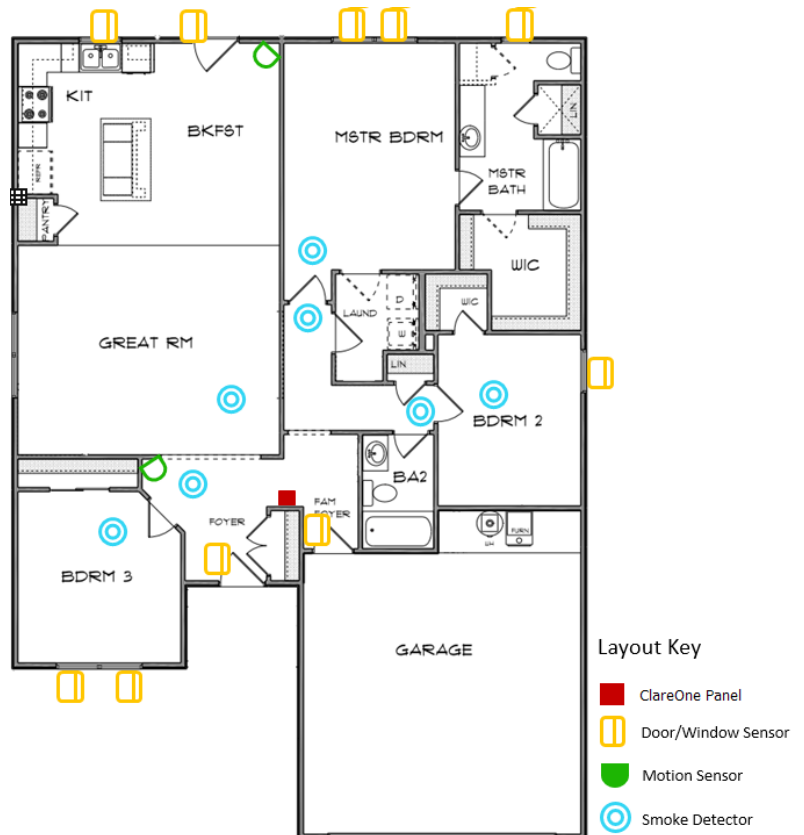 KIT
BKFST
MSTR BDRM
LIN
REFR
MSTR
BATH
PANTRY
WIC
WIC
LAUND
D
GREAT RM
LIN
BDRM 2
BA2
FAM
FOYER
FOYER
FURN
BDRM 3
GARAGE
Layout Key
ClareOne Panel
Door/Window Sensor
Motion Sensor
Smoke Detector